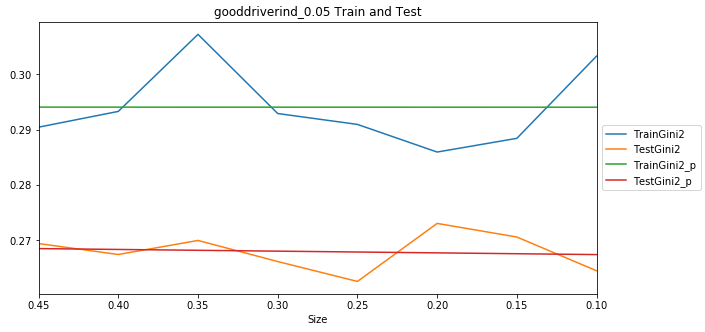 gooddriverind_0.05 Train and Test
0.30
0.29
0.28
0.27
0.45 0.40 0.35 0.30 0.25 0.20 0.15 0.10
Size
TrainGini2
TestGini2
TrainGini2_p
TestGini2_p